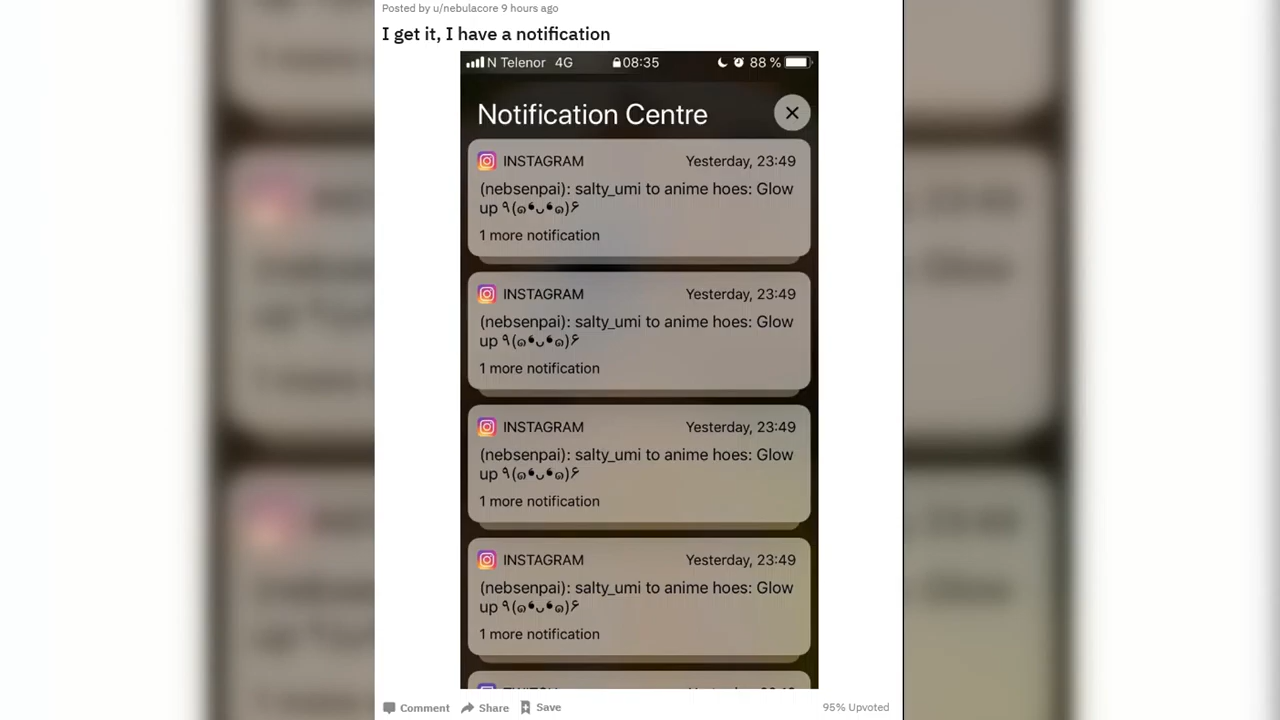 Posted by u/nebulacore 9 hours ago
I get it, I have a notification
N Telenor 4G 08:35 88 %
Notification Centre
INSTAGRAM Yesterday, 23:49
(nebsenpai): salty_umi to anime hoes: Glow
up ٩(๑❛ᴗ❛๑)۶
1 more notification
INSTAGRAM Yesterday, 23:49
(nebsenpai): salty_umi to anime hoes: Glow
up ٩(๑❛ᴗ❛๑)۶
1 more notification
INSTAGRAM Yesterday, 23:49
(nebsenpai): salty_umi to anime hoes: Glow
up ٩(๑❛ᴗ❛๑)۶
1 more notification
INSTAGRAM Yesterday, 23:49
(nebsenpai): salty_umi to anime hoes: Glow
up ٩(๑❛ᴗ❛๑)۶
1 more notification
Comment Share Save 95% Upvoted